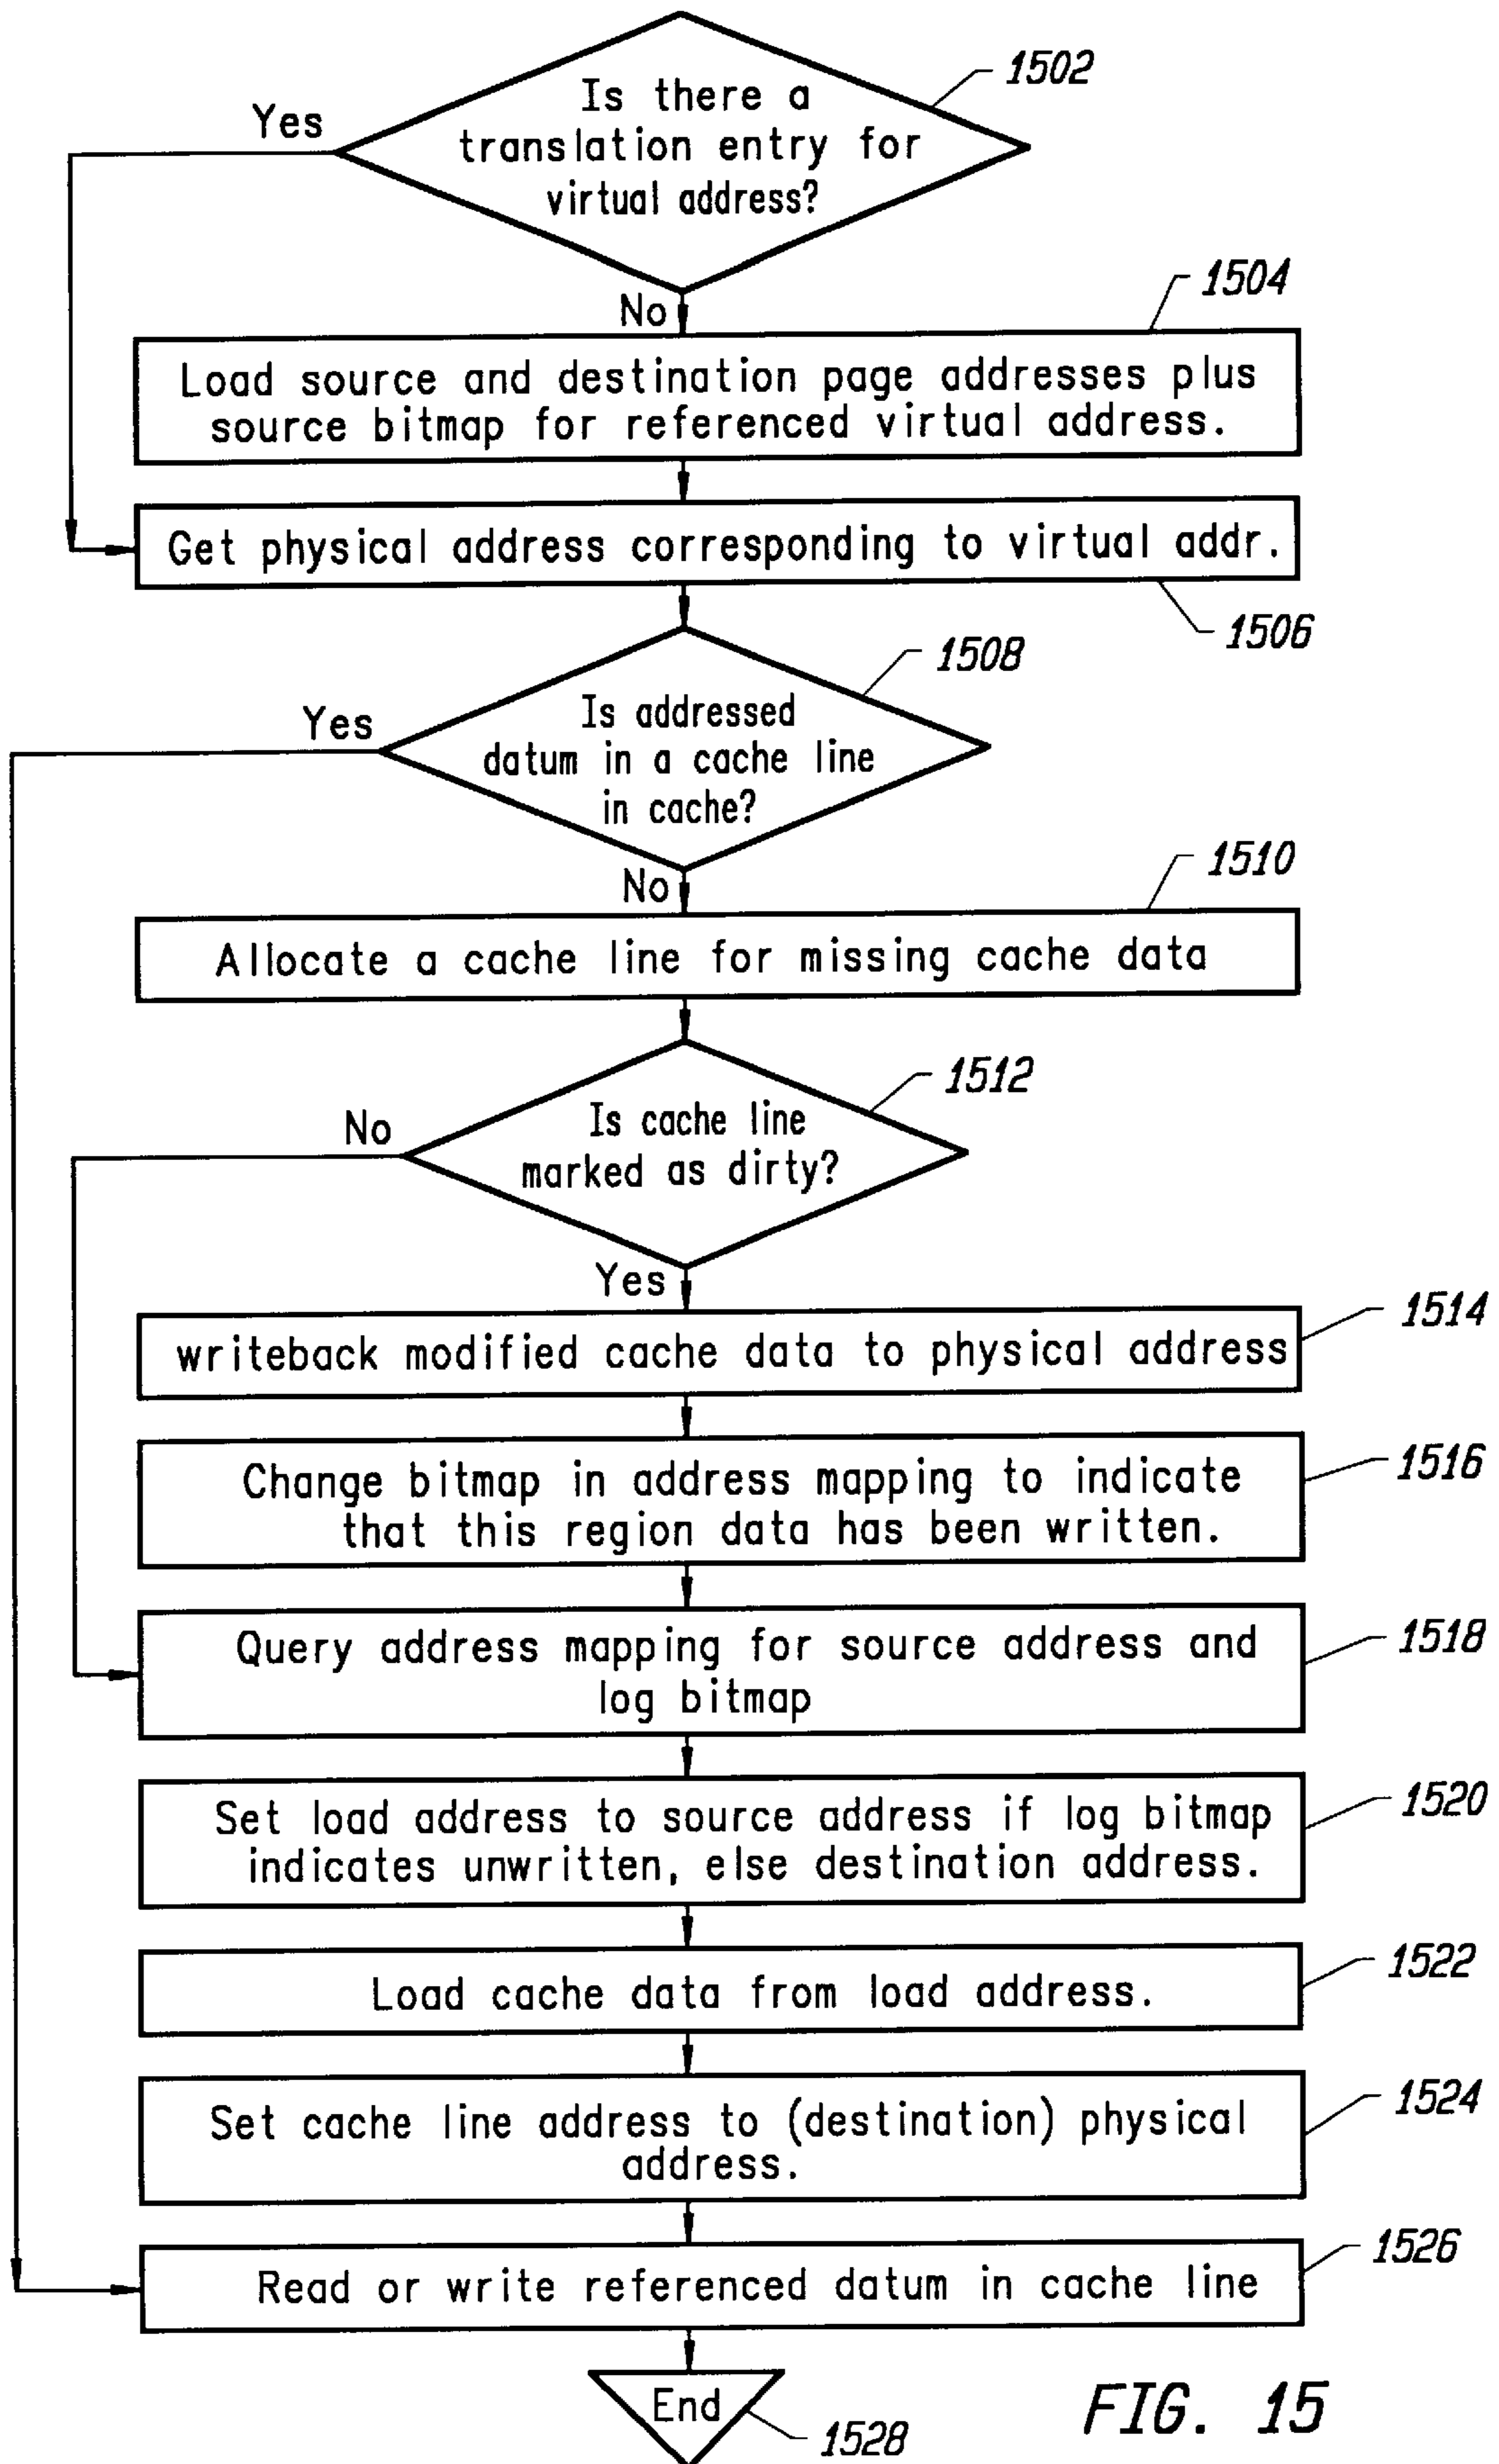 1502
Is there a
Yes
translation entry for
virtual address?
1504
No
Load source and destination page addresses plus
source bitmap for referenced virtual address.
Get physical address corresponding to virtual addr.
1506
1508
Yes
Is addressed
datum in a cache line
in cache?
1510
No
Allocate a cache line for missing cache data
1512
No
Is cache line
marked as dirty?
Yes
1514
writeback modified cache data to physical address
1516
Change bitmap in address mapping to indicate
that this region data has been written.
1518
Query address mapping for source address and
log bitmap
1520
Set load address to source address if log bitmap
indicates unwritten, else destination address.
1522
Load cache data from load address.
1524
Set cache line address to (destination) physical
address.
1526
Read or write referenced datum in cache line
End
1528
FIG. 15